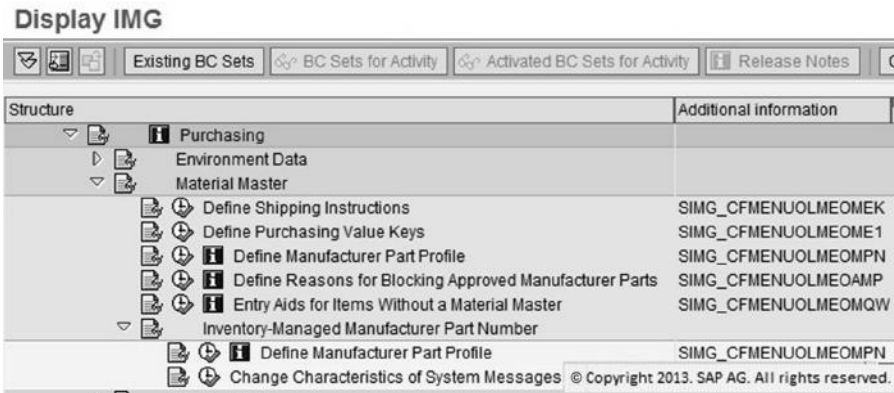 Display IMG
Existing BC Sets BC Sets for Activity Activated BC Sets for Activity Release Notes
Structure Additional information
Purchasing
Environment Data
Material Master
Define Shipping Instructions SIMG_CFMENUOLMEOMEK
Define Purchasing Value Keys SIMG_CFMENUOLMEOME1
Define Manufacturer Part Profile SIMG_CFMENUOLMEOMPN
Define Reasons for Blocking Approved Manufacturer Parts SIMG_CFMENUOLMEOAMP
Entry Aids for Items Without a Material Master SIMG_CFMENUOLMEOMQW
Inventory-Managed Manufacturer Part Number
Define Manufacturer Part Profile SIMG_CFMENUOLMEOMPN
Change Characteristics of System Messages © Copyright 2013. SAP AG. All rights reserved.